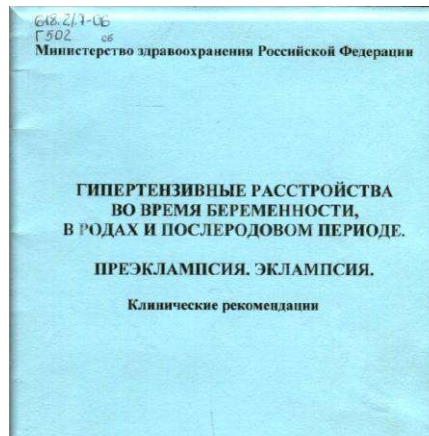 618.2/.7-06
Г502 сб
Министерство здравоохранения Российской Федерации
ГИПЕРТЕНЗИВНЫЕ РАССТРОЙСТВА
ВО ВРЕМЯ БЕРЕМЕННОСТИ,
В РОДАХ И ПОСЛЕРОДОВОМ ПЕРИОДЕ.
ПРЕЭКЛАМПСИЯ. ЭКЛАМПСИЯ.
Клинические рекомендации